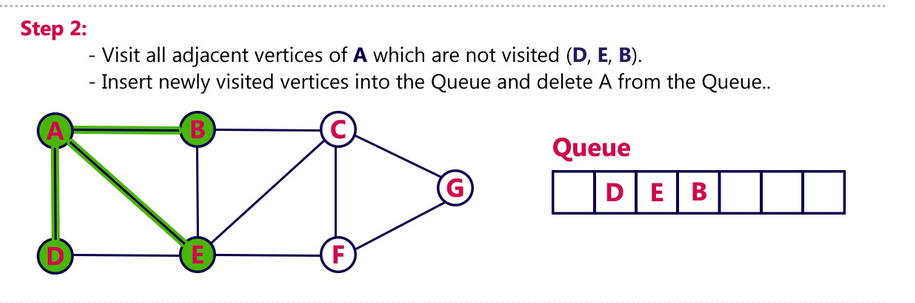 Step 2:
- Visit all adjacent vertices of A which are not visited (D, E, B).
- Insert newly visited vertices into the Queue and delete A from the Queue..
A B C
G
D E F
Queue
D E B